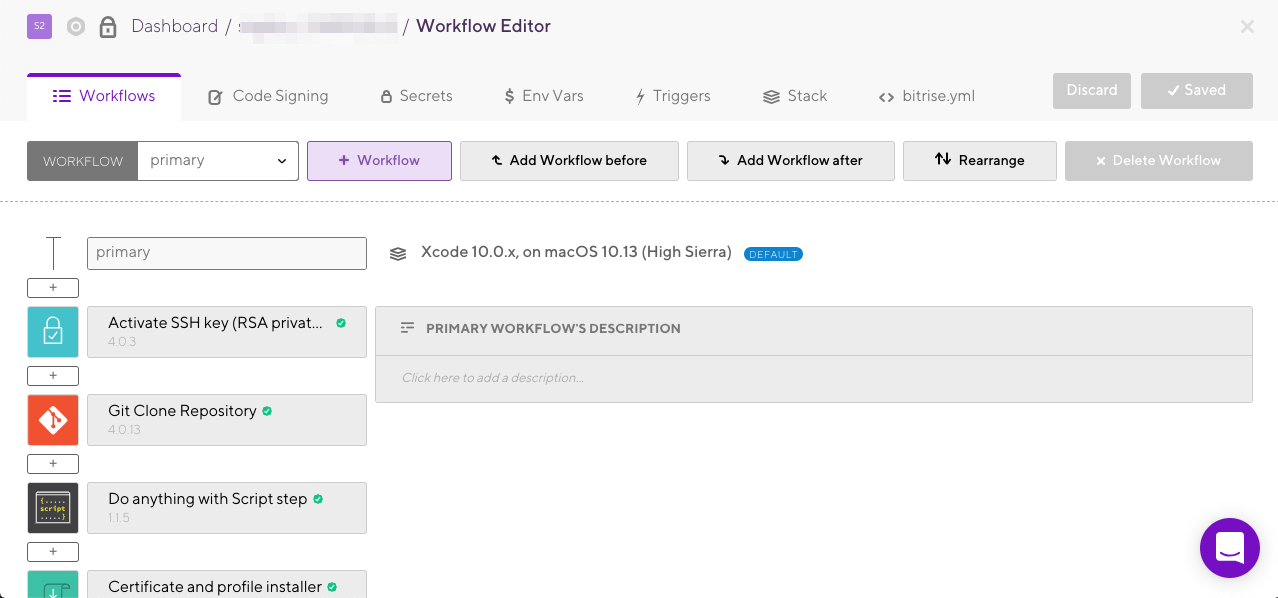 S2 Dashboard / / Workflow Editor
Workflows Code Signing Secrets $ Env Vars Triggers Stack <> bitrise.yml Discard Saved
WORKFLOW primary + Workflow Add Workflow before Add Workflow after Rearrange × Delete Workflow
primary Xcode 10.0.x, on macOS 10.13 (High Sierra) DEFAULT
+
Activate SSH key (RSA privat...
4.0.3
PRIMARY WORKFLOW'S DESCRIPTION
Click here to add a description...
+
Git Clone Repository
4.0.13
+
{.....
script
.....}
Do anything with Script step
1.1.5
+
Certificate and profile installer